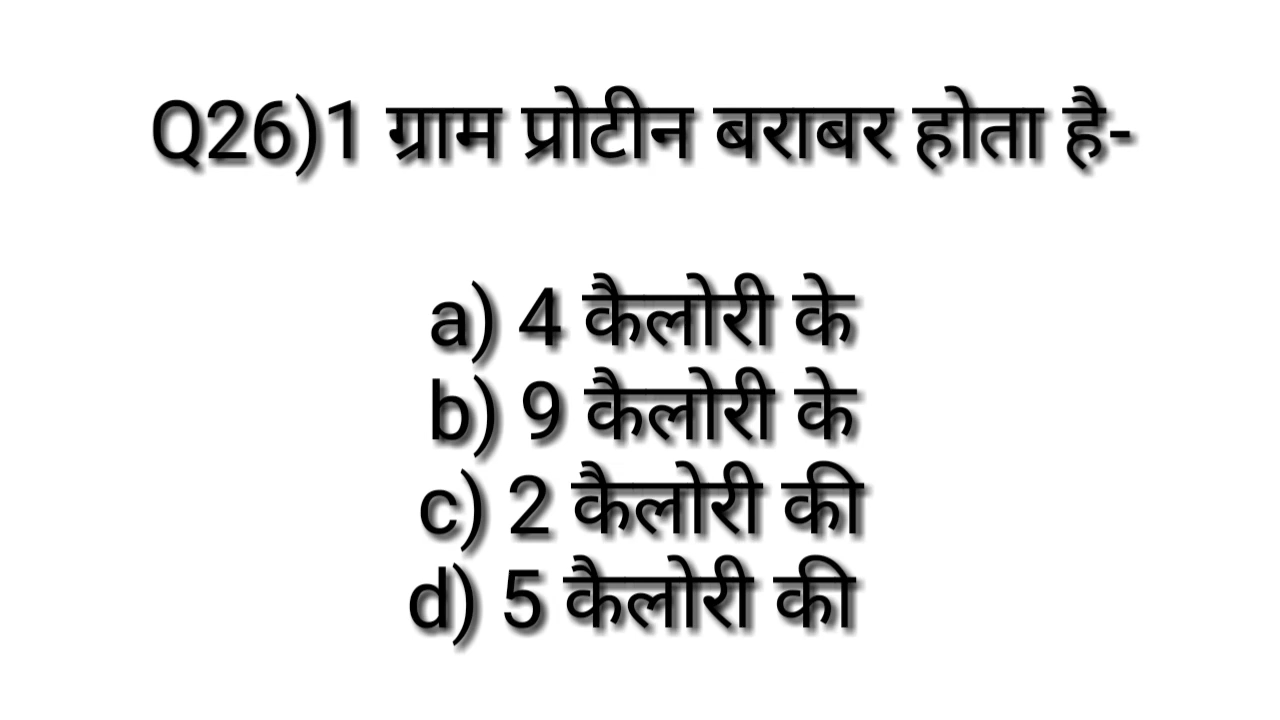 Q26)1 ग्राम प्रोटीन बराबर होता है-
a) 4 कैलोरी के
b) 9 कैलोरी के
c) 2 कैलोरी की
d) 5 कैलोरी की